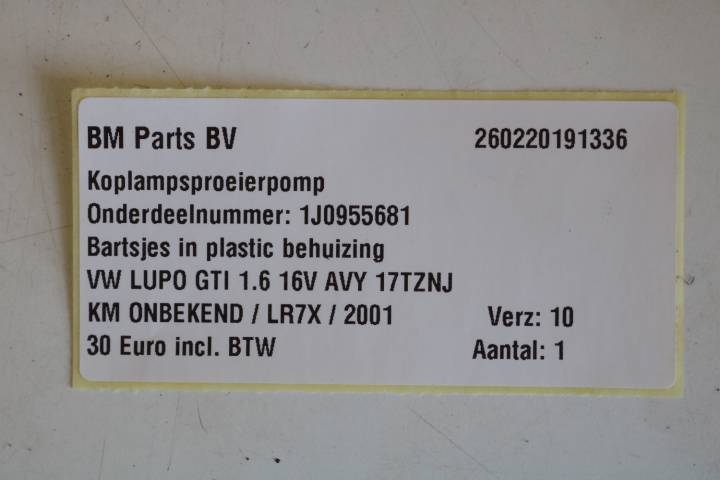 BM Parts BV 260220191336
Koplampsproeierpomp
Onderdeelnummer: 1J0955681
Bartsjes in plastic behuizing
VW LUPO GTI 1.6 16V AVY 17TZNJ
KM ONBEKEND / LR7X / 2001 Verz: 10
30 Euro incl. BTW Aantal: 1